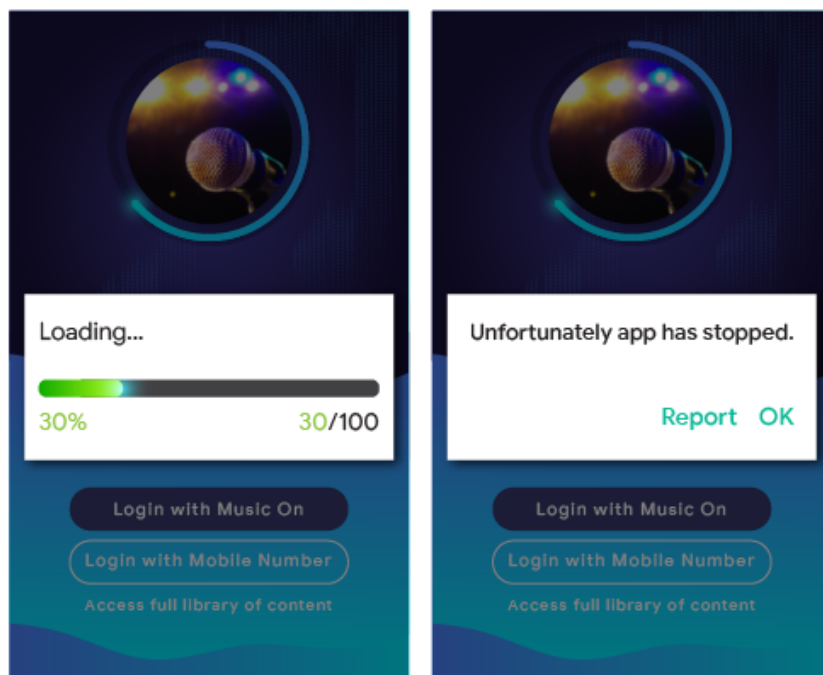 Loading...
30%
30/100
Login with Music On
Login with Mobile Number
Access full library of content
Unfortunately app has stopped.
Report OK
Login with Music On
Login with Mobile Number
Access full library of content